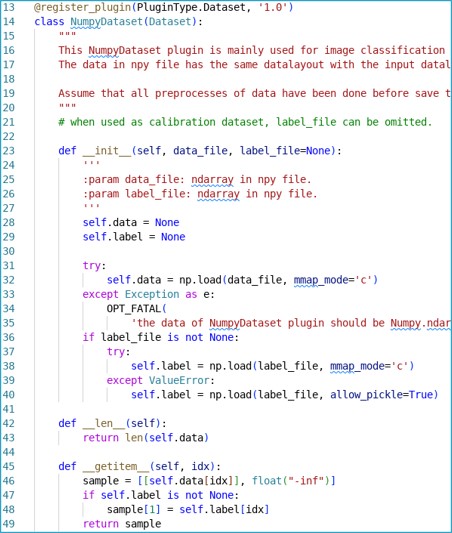 13 @register_plugin(PluginType.Dataset, '1.0')
14 class NumpyDataset(Dataset):
15     """
16     This NumpyDataset plugin is mainly used for image classification
17     The data in npy file has the same datalayout with the input datal
18
19     Assume that all preprocesses of data have been done before save t
20     """
21     # when used as calibration dataset, label_file can be omitted.
22
23     def __init__(self, data_file, label_file=None):
24         '''
25         :param data_file: ndarray in npy file.
26         :param label_file: ndarray in npy file.
27         '''
28         self.data = None
29         self.label = None
30
31         try:
32             self.data = np.load(data_file, mmap_mode='c')
33         except Exception as e:
34             OPT_FATAL(
35                 'the data of NumpyDataset plugin should be Numpy.ndar
36         if label_file is not None:
37             try:
38                 self.label = np.load(label_file, mmap_mode='c')
39             except ValueError:
40                 self.label = np.load(label_file, allow_pickle=True)
41
42     def __len__(self):
43         return len(self.data)
44
45     def __getitem__(self, idx):
46         sample = [[self.data[idx]], float("-inf")]
47         if self.label is not None:
48             sample[1] = self.label[idx]
49         return sample